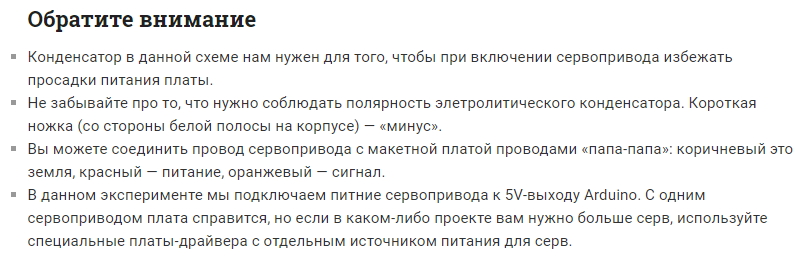 Обратите внимание
Конденсатор в данной схеме нам нужен для того, чтобы при включении сервопривода избежать
просадки питания платы.
Не забывайте про то, что нужно соблюдать полярность элетролитического конденсатора. Короткая
ножка (со стороны белой полосы на корпусе) — «минус».
Вы можете соединить провод сервопривода с макетной платой проводами «папа-папа»: коричневый это
земля, красный — питание, оранжевый — сигнал.
В данном эксперименте мы подключаем питние сервопривода к 5V-выходу Arduino. С одним
сервоприводом плата справится, но если в каком-либо проекте вам нужно больше серв, используйте
специальные платы-драйвера с отдельным источником питания для серв.